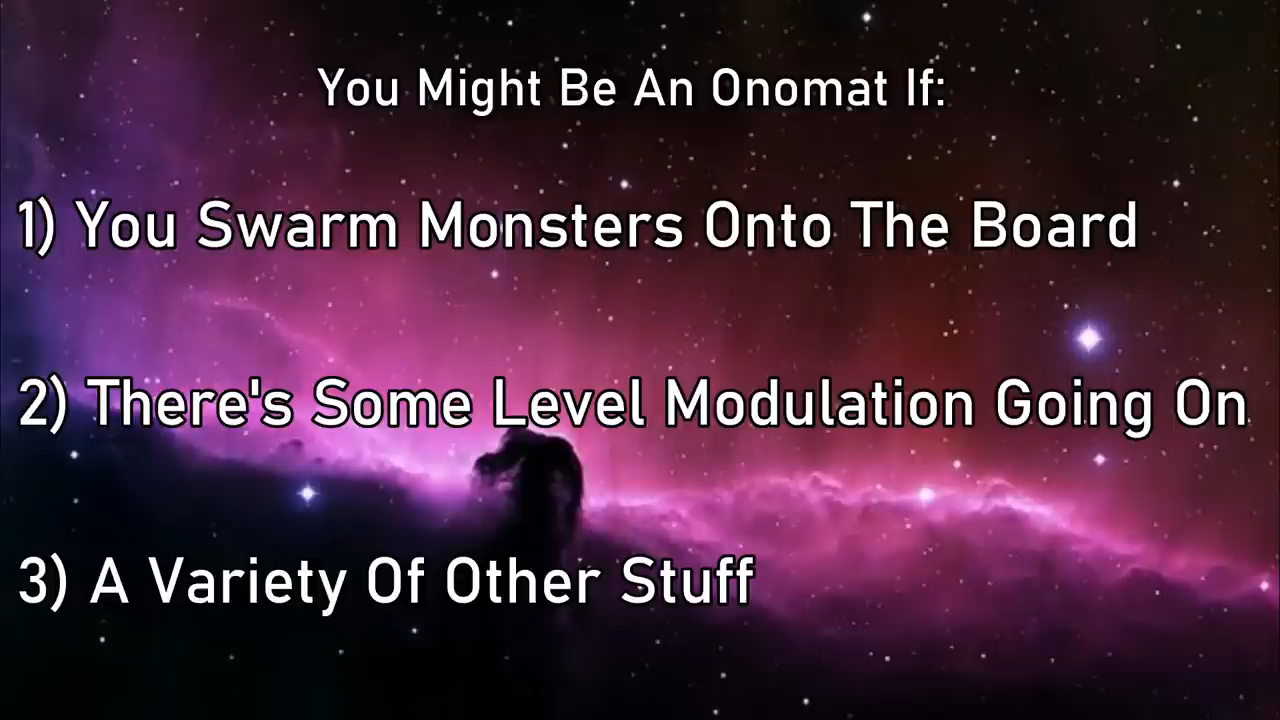 You Might Be An Onomat If:
1) You Swarm Monsters Onto The Board
2) There's Some Level Modulation Going On
3) A Variety Of Other Stuff